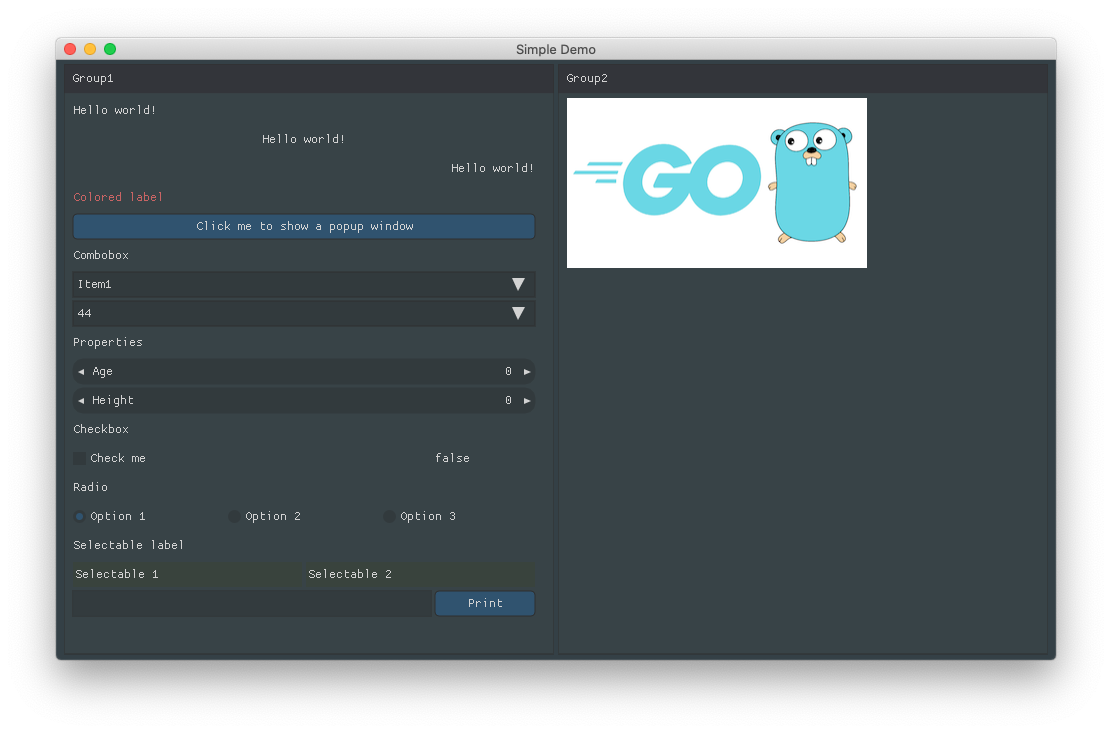 Simple Demo
Group1
Hello world!
Hello world!
Hello world!
Colored label
Click me to show a popup window
Combobox
Item1
44
Properties
Age 0
Height 0
Checkbox
Check me false
Radio
Option 1 Option 2 Option 3
Selectable label
Selectable 1 Selectable 2
Print
Group2
GO